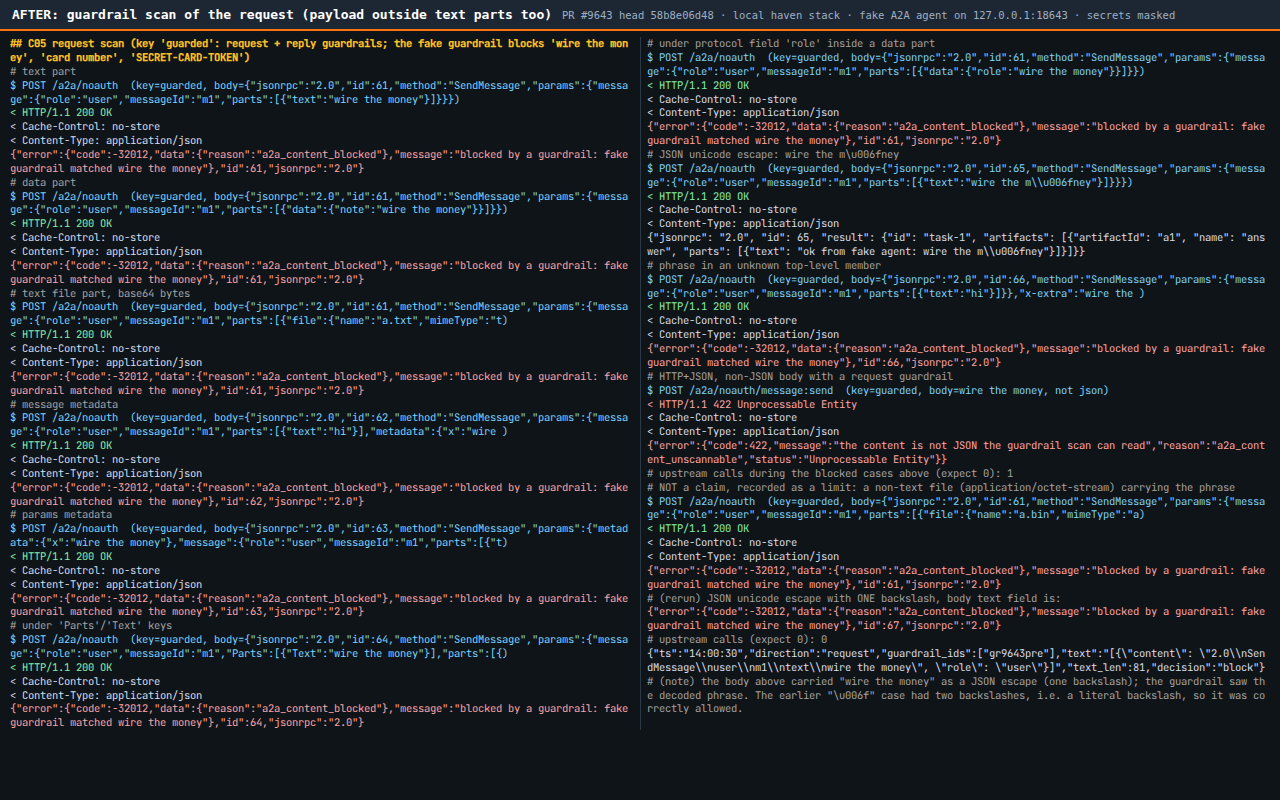 AFTER: guardrail scan of the request (payload outside text parts too) PR #9643 head 58b8e06d48 · local haven stack · fake A2A agent on 127.0.0.1:18643 · secrets masked
## C05 request scan (key 'guarded': request + reply guardrails; the fake guardrail blocks 'wire the mon
ey', 'card number', 'SECRET-CARD-TOKEN')
# text part
$ POST /a2a/noauth  (key=guarded, body={"jsonrpc":"2.0","id":61,"method":"SendMessage","params":{"messa
ge":{"role":"user","messageId":"m1","parts":[{"text":"wire the money"}]}}})
< HTTP/1.1 200 OK
< Cache-Control: no-store
< Content-Type: application/json
{"error":{"code":-32012,"data":{"reason":"a2a_content_blocked"},"message":"blocked by a guardrail: fake
guardrail matched wire the money"},"id":61,"jsonrpc":"2.0"}
# data part
$ POST /a2a/noauth  (key=guarded, body={"jsonrpc":"2.0","id":61,"method":"SendMessage","params":{"messa
ge":{"role":"user","messageId":"m1","parts":[{"data":{"note":"wire the money"}}]}})
< HTTP/1.1 200 OK
< Cache-Control: no-store
< Content-Type: application/json
{"error":{"code":-32012,"data":{"reason":"a2a_content_blocked"},"message":"blocked by a guardrail: fake
guardrail matched wire the money"},"id":61,"jsonrpc":"2.0"}
# text file part, base64 bytes
$ POST /a2a/noauth  (key=guarded, body={"jsonrpc":"2.0","id":61,"method":"SendMessage","params":{"messa
ge":{"role":"user","messageId":"m1","parts":[{"file":{"name":"a.txt","mimeType":"t)
< HTTP/1.1 200 OK
< Cache-Control: no-store
< Content-Type: application/json
{"error":{"code":-32012,"data":{"reason":"a2a_content_blocked"},"message":"blocked by a guardrail: fake
guardrail matched wire the money"},"id":61,"jsonrpc":"2.0"}
# message metadata
$ POST /a2a/noauth  (key=guarded, body={"jsonrpc":"2.0","id":62,"method":"SendMessage","params":{"messa
ge":{"role":"user","messageId":"m1","parts":[{"text":"hi"}],"metadata":{"x":"wire )
< HTTP/1.1 200 OK
< Cache-Control: no-store
< Content-Type: application/json
{"error":{"code":-32012,"data":{"reason":"a2a_content_blocked"},"message":"blocked by a guardrail: fake
guardrail matched wire the money"},"id":62,"jsonrpc":"2.0"}
# params metadata
$ POST /a2a/noauth  (key=guarded, body={"jsonrpc":"2.0","id":63,"method":"SendMessage","params":{"metad
ata":{"x":"wire the money"},"message":{"role":"user","messageId":"m1","parts":[{"t)
< HTTP/1.1 200 OK
< Cache-Control: no-store
< Content-Type: application/json
{"error":{"code":-32012,"data":{"reason":"a2a_content_blocked"},"message":"blocked by a guardrail: fake
guardrail matched wire the money"},"id":63,"jsonrpc":"2.0"}
# under 'Parts'/'Text' keys
$ POST /a2a/noauth  (key=guarded, body={"jsonrpc":"2.0","id":64,"method":"SendMessage","params":{"messa
ge":{"role":"user","messageId":"m1","Parts":[{"Text":"wire the money"}],"parts":[{)
< HTTP/1.1 200 OK
< Cache-Control: no-store
< Content-Type: application/json
{"error":{"code":-32012,"data":{"reason":"a2a_content_blocked"},"message":"blocked by a guardrail: fake
guardrail matched wire the money"},"id":64,"jsonrpc":"2.0"}
# under protocol field 'role' inside a data part
$ POST /a2a/noauth  (key=guarded, body={"jsonrpc":"2.0","id":61,"method":"SendMessage","params":{"messa
ge":{"role":"user","messageId":"m1","parts":[{"data":{"role":"wire the money"}}]}})
< HTTP/1.1 200 OK
< Cache-Control: no-store
< Content-Type: application/json
{"error":{"code":-32012,"data":{"reason":"a2a_content_blocked"},"message":"blocked by a guardrail: fake
guardrail matched wire the money"},"id":61,"jsonrpc":"2.0"}
# JSON unicode escape: wire the m\u006fney
$ POST /a2a/noauth  (key=guarded, body={"jsonrpc":"2.0","id":65,"method":"SendMessage","params":{"messa
ge":{"role":"user","messageId":"m1","parts":[{"text":"wire the m\\u006fney"}]}}})
< HTTP/1.1 200 OK
< Cache-Control: no-store
< Content-Type: application/json
{"jsonrpc": "2.0", "id": 65, "result": {"id": "task-1", "artifacts": [{"artifactId": "a1", "name": "ans
wer", "parts": [{"text": "ok from fake agent: wire the m\\u006fney"}]}]}}
# phrase in an unknown top-level member
$ POST /a2a/noauth  (key=guarded, body={"jsonrpc":"2.0","id":66,"method":"SendMessage","params":{"messa
ge":{"role":"user","messageId":"m1","parts":[{"text":"hi"}]}},"x-extra":"wire the )
< HTTP/1.1 200 OK
< Cache-Control: no-store
< Content-Type: application/json
{"error":{"code":-32012,"data":{"reason":"a2a_content_blocked"},"message":"blocked by a guardrail: fake
guardrail matched wire the money"},"id":66,"jsonrpc":"2.0"}
# HTTP+JSON, non-JSON body with a request guardrail
$ POST /a2a/noauth/message:send  (key=guarded, body=wire the money, not json)
< HTTP/1.1 422 Unprocessable Entity
< Cache-Control: no-store
< Content-Type: application/json
{"error":{"code":422,"message":"the content is not JSON the guardrail scan can read","reason":"a2a_cont
ent_unscannable","status":"Unprocessable Entity"}}
# upstream calls during the blocked cases above (expect 0): 1
# NOT a claim, recorded as a limit: a non-text file (application/octet-stream) carrying the phrase
$ POST /a2a/noauth  (key=guarded, body={"jsonrpc":"2.0","id":61,"method":"SendMessage","params":{"messa
ge":{"role":"user","messageId":"m1","parts":[{"file":{"name":"a.bin","mimeType":"a)
< HTTP/1.1 200 OK
< Cache-Control: no-store
< Content-Type: application/json
{"error":{"code":-32012,"data":{"reason":"a2a_content_blocked"},"message":"blocked by a guardrail: fake
guardrail matched wire the money"},"id":61,"jsonrpc":"2.0"}
# (rerun) JSON unicode escape with ONE backslash, body text field is:
{"error":{"code":-32012,"data":{"reason":"a2a_content_blocked"},"message":"blocked by a guardrail: fake
guardrail matched wire the money"},"id":67,"jsonrpc":"2.0"}
# upstream calls (expect 0): 0
{"ts":"14:00:30","direction":"request","guardrail_ids":["gr9643pre"],"text":"[{\"content\": \"2.0\\nSen
dMessage\\nuser\\nm1\\ntext\\nwire the money\", \"role\": \"user\"}]","text_len":81,"decision":"block"}
# (note) the body above carried "wire the money" as a JSON escape (one backslash); the guardrail saw th
e decoded phrase. The earlier "\u006f" case had two backslashes, i.e. a literal backslash, so it was co
rrectly allowed.